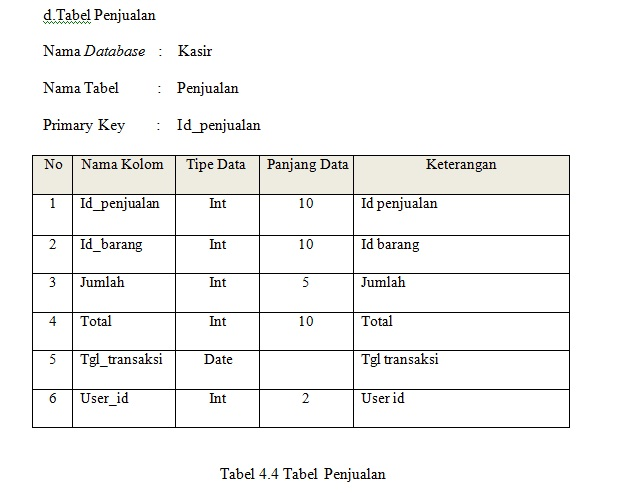 d.Tabel Penjualan
Nama Database : Kasir
Nama Tabel : Penjualan
Primary Key : Id_penjualan
No Nama Kolom Tipe Data Panjang Data Keterangan
1 Id_penjualan Int 10 Id penjualan
2 Id_barang Int 10 Id barang
3 Jumlah Int 5 Jumlah
4 Total Int 10 Total
5 Tgl_transaksi Date Tgl transaksi
6 User_id Int 2 User id
Tabel 4.4 Tabel Penjualan